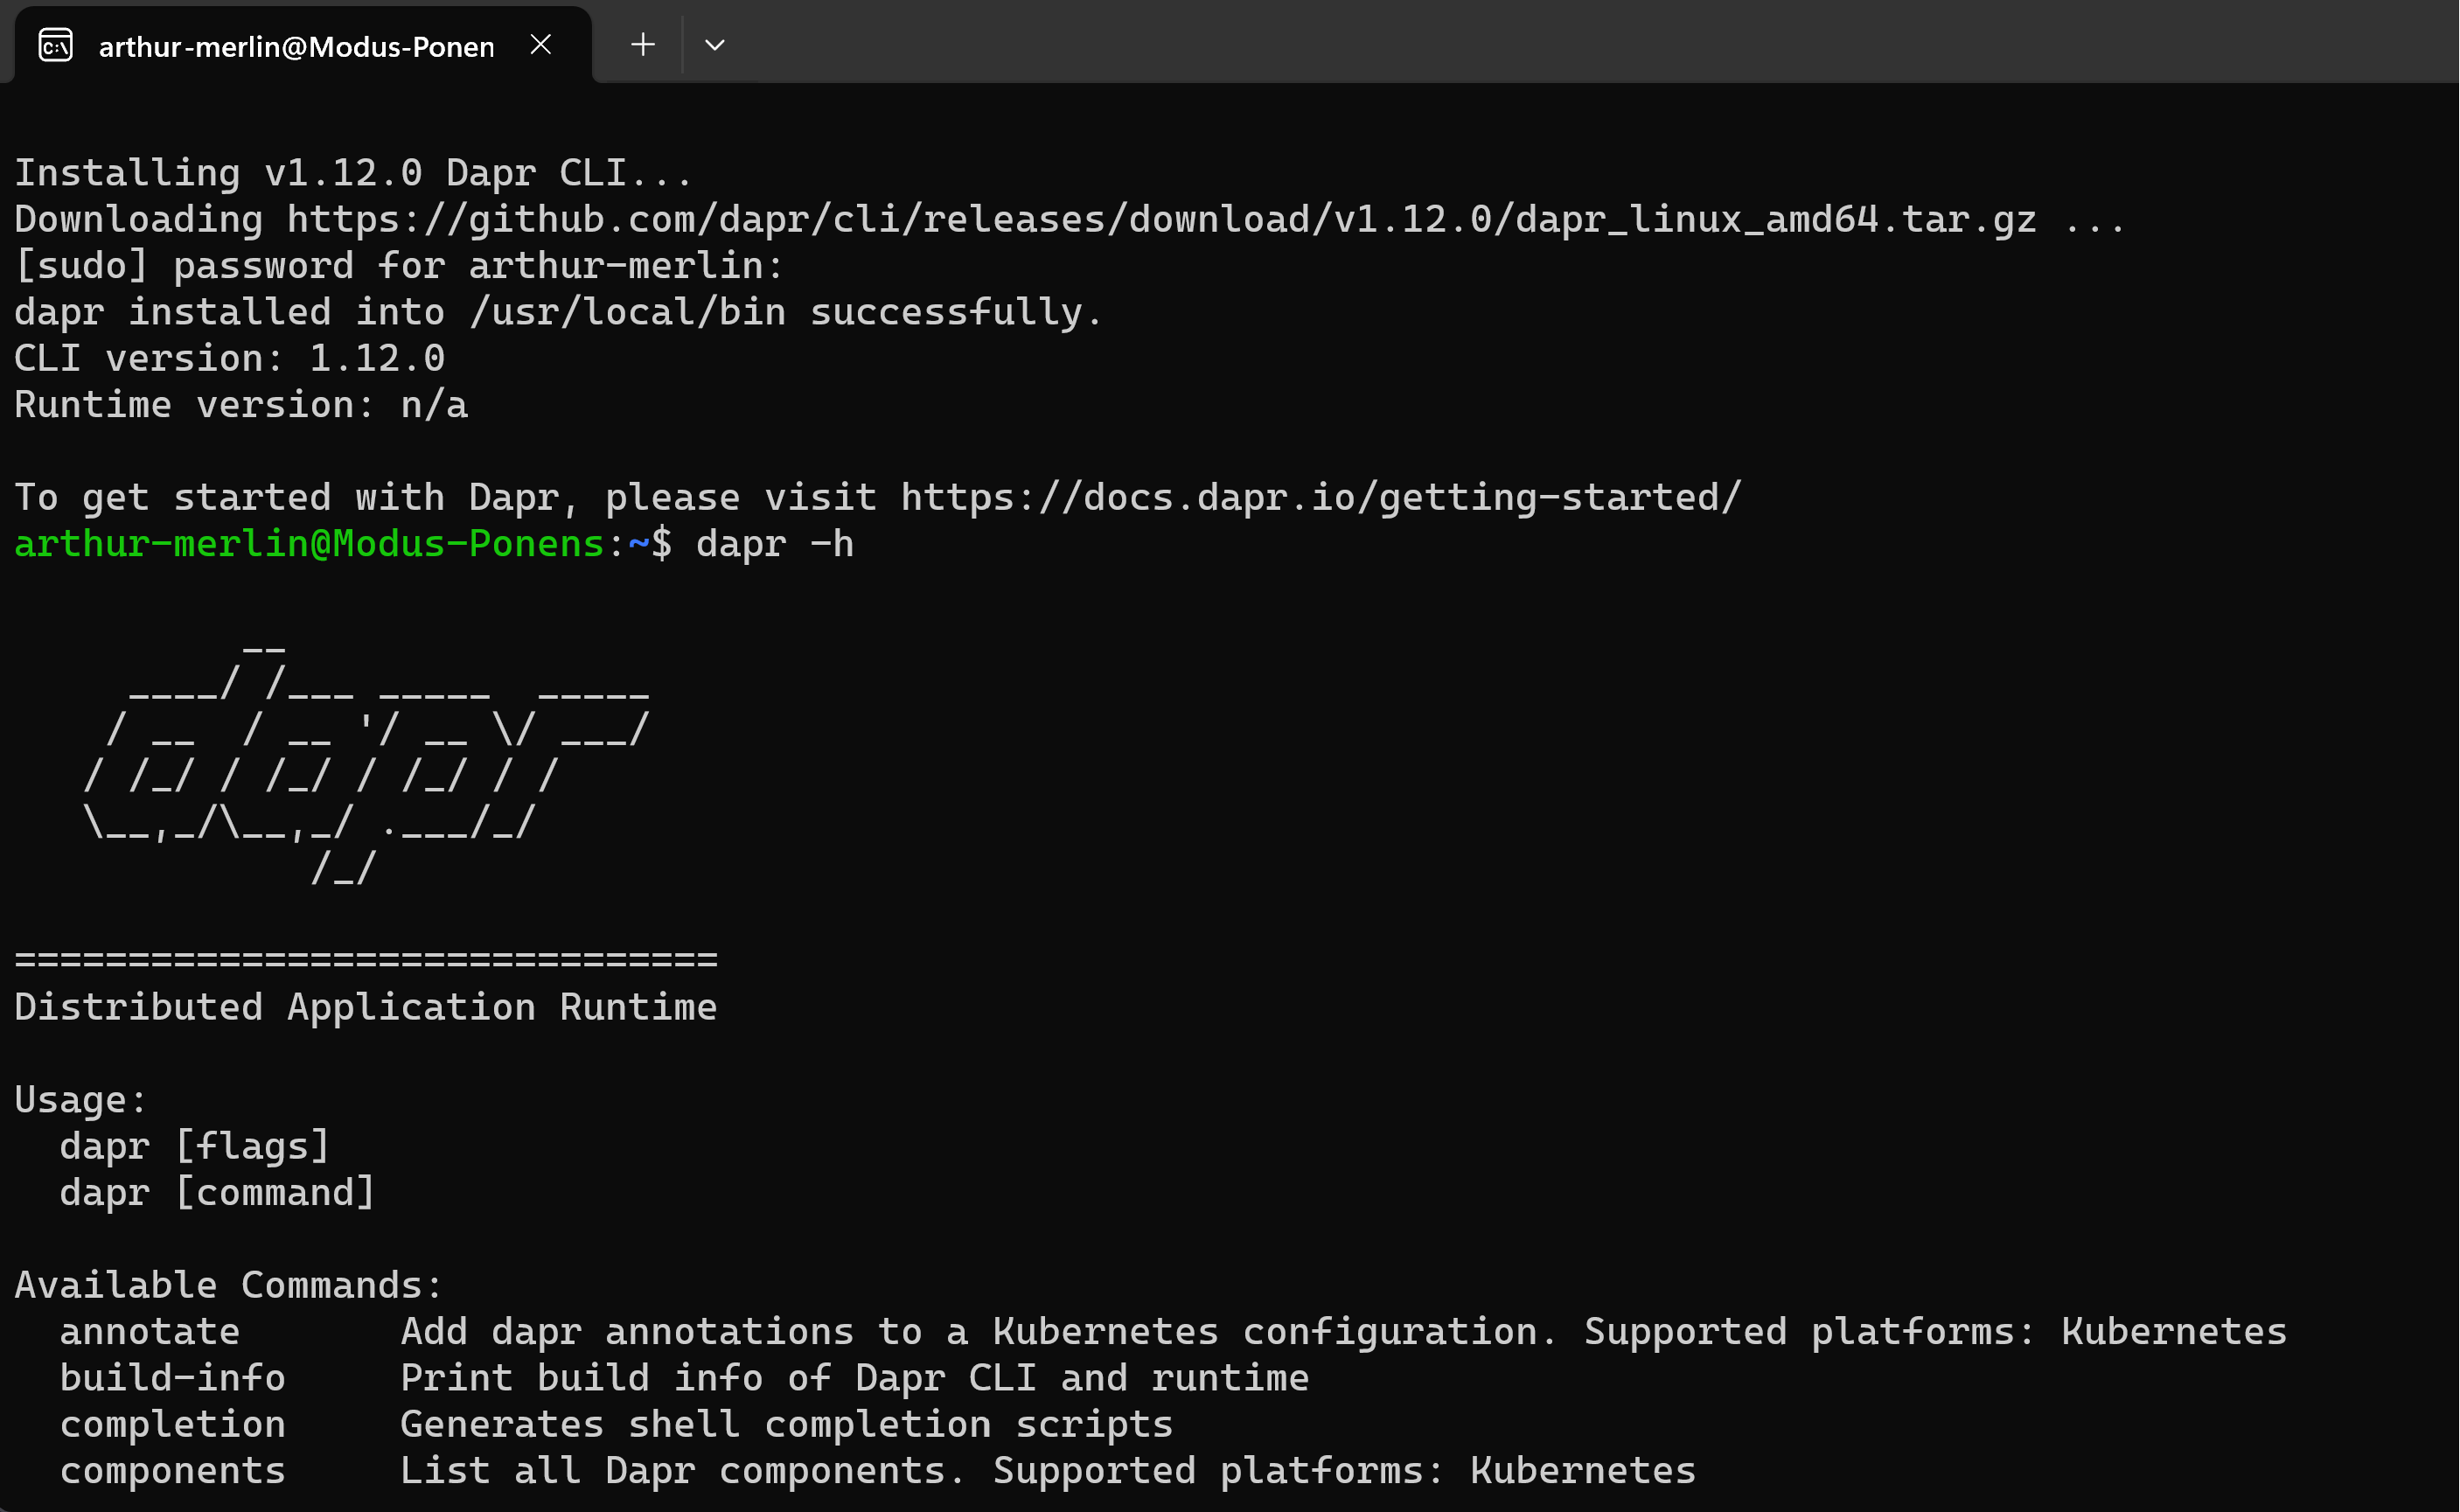 arthur-merlin@Modus-Ponen
Installing v1.12.0 Dapr CLI...
Downloading https://github.com/dapr/cli/releases/download/v1.12.0/dapr_linux_amd64.tar.gz ...
[sudo] password for arthur-merlin:
dapr installed into /usr/local/bin successfully.
CLI version: 1.12.0
Runtime version: n/a
To get started with Dapr, please visit https://docs.dapr.io/getting-started/
arthur-merlin@Modus-Ponens:~$ dapr -h
          __
     ____/ /___ _____  _____
    / __  / __ '/ __ \/ ___/
   / /_/ / /_/ / /_/ / /
   \__,_/\__,_/ .___/_/
             /_/
===============================
Distributed Application Runtime
Usage:
  dapr [flags]
  dapr [command]
Available Commands:
  annotate       Add dapr annotations to a Kubernetes configuration. Supported platforms: Kubernetes
  build-info     Print build info of Dapr CLI and runtime
  completion     Generates shell completion scripts
  components     List all Dapr components. Supported platforms: Kubernetes